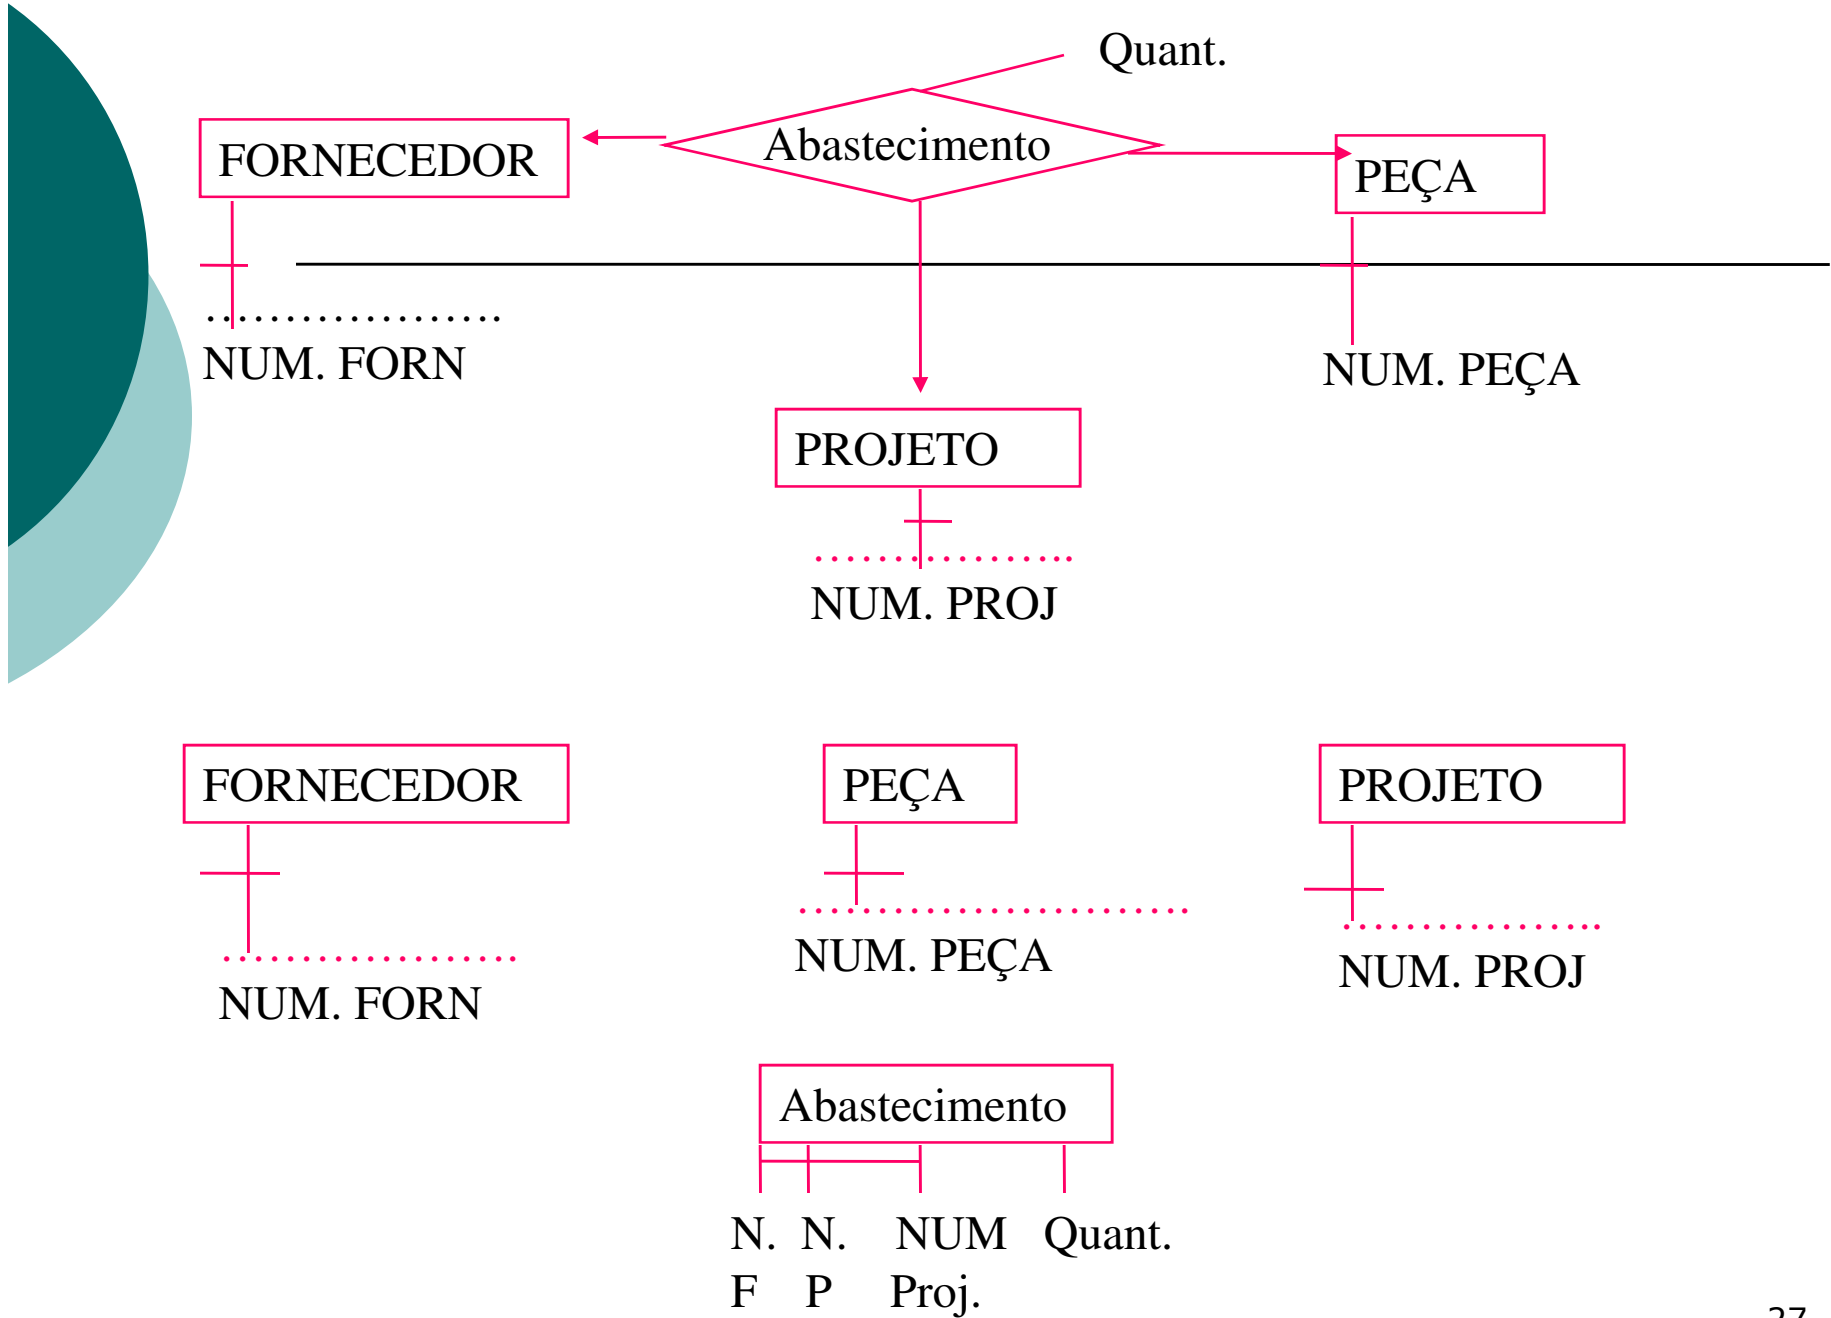 Quant.
FORNECEDOR
Abastecimento
PEÇA
...................
NUM. FORN
NUM. PEÇA
PROJETO
.................
NUM. PROJ
FORNECEDOR
PEÇA
PROJETO
...................
NUM. FORN
.........................
NUM. PEÇA
.................
NUM. PROJ
Abastecimento
N. N. NUM Quant.
F P Proj.
27